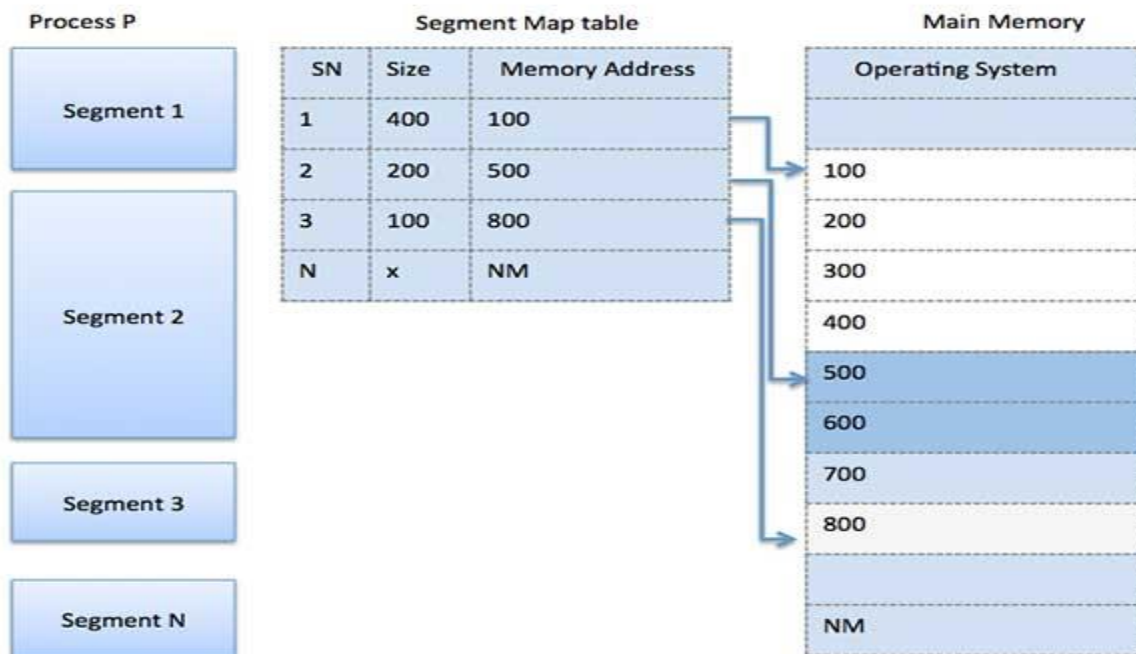 Process P
Segment 1
Segment 2
Segment 3
Segment N
Segment Map table
SN Size Memory Address
1 400 100
2 200 500
3 100 800
N x NM
Main Memory
Operating System
100
200
300
400
500
600
700
800
NM